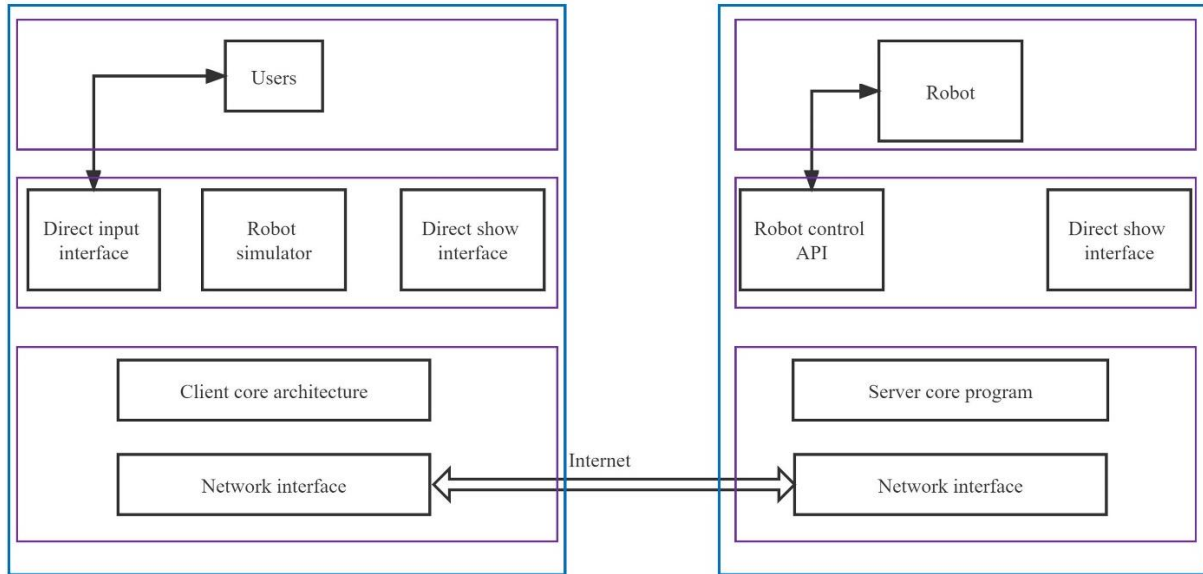 Users
Robot
Direct input
interface
Robot
simulator
Direct show
interface
Robot control
API
Direct show
interface
Client core architecture
Server core program
Internet
Network interface
Network interface